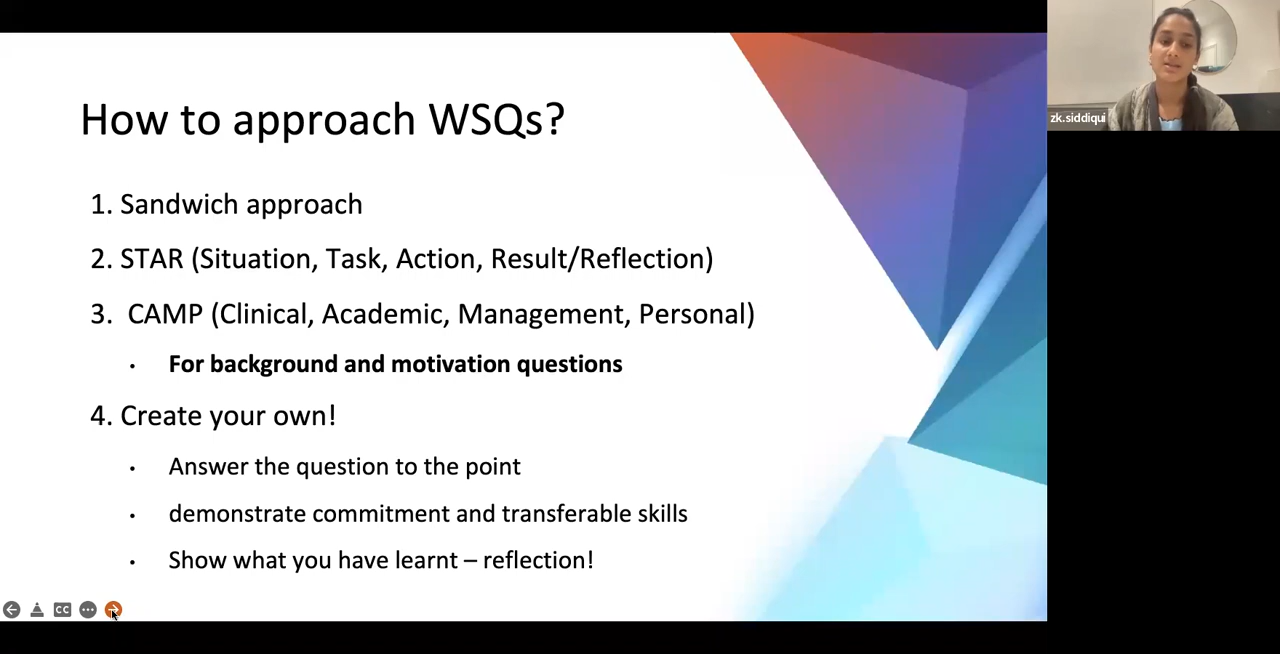 How to approach WSQs?
1. Sandwich approach
2. STAR (Situation, Task, Action, Result/Reflection)
3. CAMP (Clinical, Academic, Management, Personal)
• For background and motivation questions
4. Create your own!
• Answer the question to the point
• demonstrate commitment and transferable skills
• Show what you have learnt – reflection!
CC
zk.siddiqui